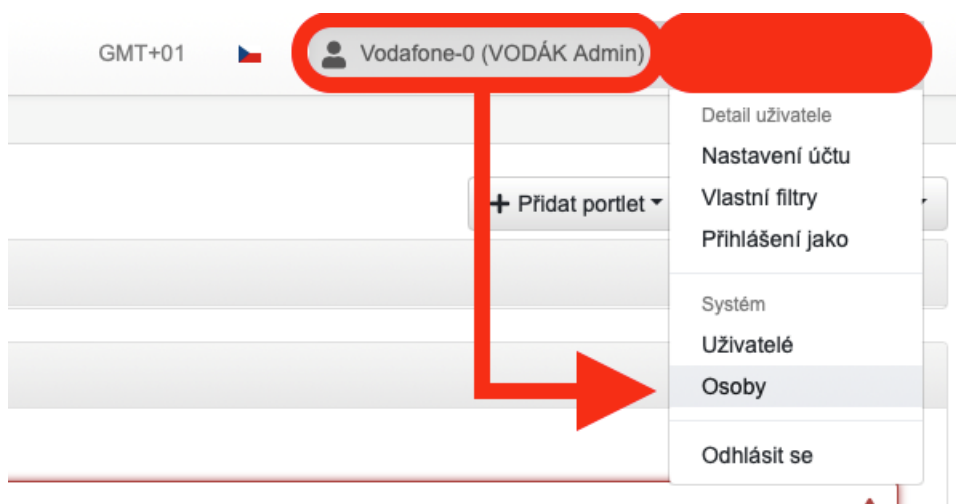 GMT+01
Vodafone-0 (VODÁK Admin)
Detail uživatele
Nastavení účtu
+ Přidat portlet
Vlastní filtry
Přihlášení jako
Systém
Uživatelé
Osoby
Odhlásit se